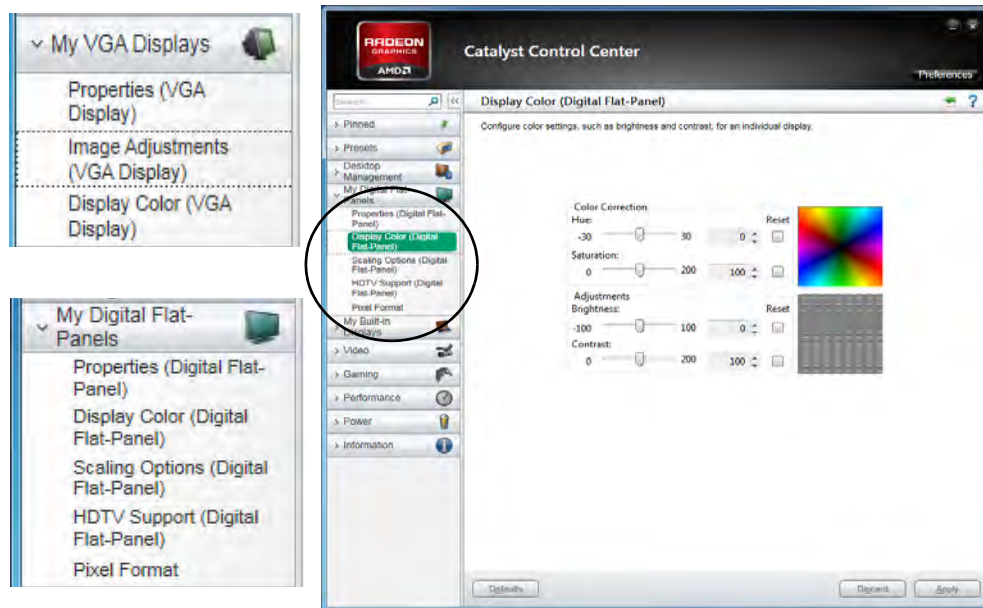 My VGA Displays
Properties (VGA
Display)
Image Adjustments
(VGA Display)
Display Color (VGA
Display)
My Digital Flat-
Panels
Properties (Digital Flat-
Panel)
Display Color (Digital
Flat-Panel)
Scaling Options (Digital
Flat-Panel)
HDTV Support (Digital
Flat-Panel)
Pixel Format
RADEON
GRAPHICS
AMD
Catalyst Control Center
Preferences
Search
Display Color (Digital Flat-Panel)
?
Configure color settings, such as brightness and contrast, for an individual display.
Pinned
Presets
Desktop
Management
My Digital Flat-
Panels
Properties (Digital Flat-
Panel)
Display Color (Digital
Flat-Panel)
Scaling Options (Digital
Flat-Panel)
HDTV Support (Digital
Flat-Panel)
Pixel Format
My Built-in
Displays
Video
Gaming
Performance
Power
Information
Color Correction
Hue: Reset
-30 30 0
Saturation:
0 200 100
Adjustments
Brightness: Reset
-100 100 0
Contrast:
0 200 100
Defaults Discard Apply